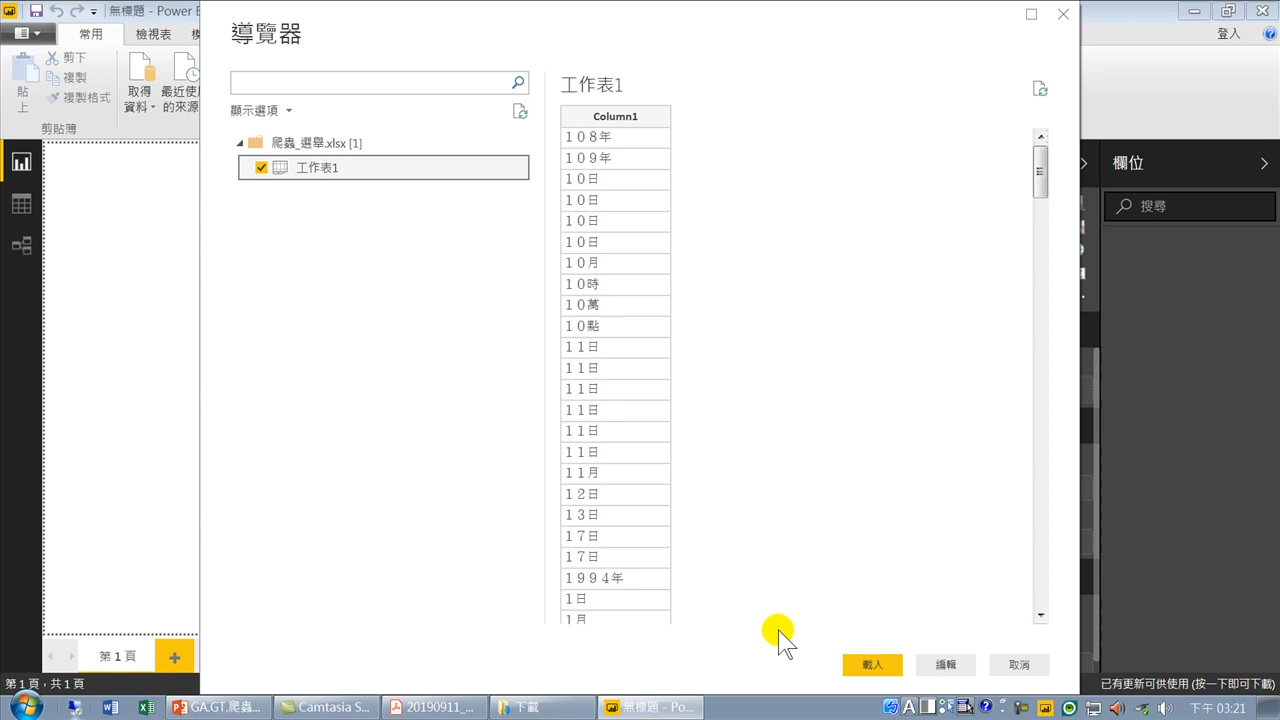 無標題 - Power B
導覽器
登入
常用
檢視表
剪下
複製
複製格式
貼上
取得資料
最近使
的來源
剪貼簿
顯示選項
爬蟲_選舉.xlsx [1]
工作表1
工作表1
Column1
１０８年
１０９年
１０日
１０日
１０日
１０日
１０月
１０時
１０萬
１０點
１１日
１１日
１１日
１１日
１１日
１１日
１１月
１２日
１３日
１７日
１７日
１９９４年
１日
１月
載入
編輯
取消
欄位
搜尋
第 1 頁
第 1 頁，共 1 頁
已有更新可供使用 (按一下即可下載)
GA.GT.爬蟲...
Camtasia S...
20190911_...
下載
無標題 - Po...
下午 03:21